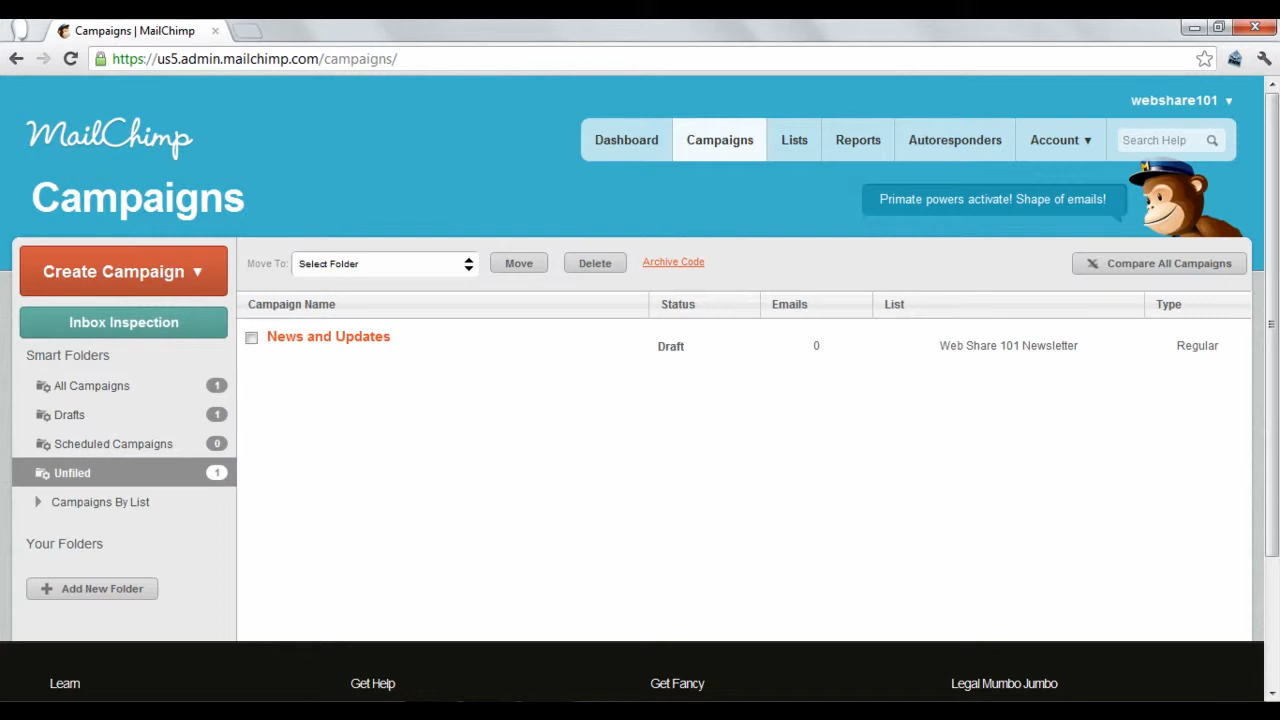 Campaigns | MailChimp
https://us5.admin.mailchimp.com/campaigns/
webshare101
MailChimp
Dashboard Campaigns Lists Reports Autoresponders Account Search Help
Campaigns
Primate powers activate! Shape of emails!
Create Campaign
Move To: Select Folder Move Delete Archive Code Compare All Campaigns
Inbox Inspection
Campaign Name Status Emails List Type
News and Updates Draft 0 Web Share 101 Newsletter Regular
Smart Folders
All Campaigns 1
Drafts 1
Scheduled Campaigns 0
Unfiled 1
Campaigns By List
Your Folders
Add New Folder
Learn Get Help Get Fancy Legal Mumbo Jumbo